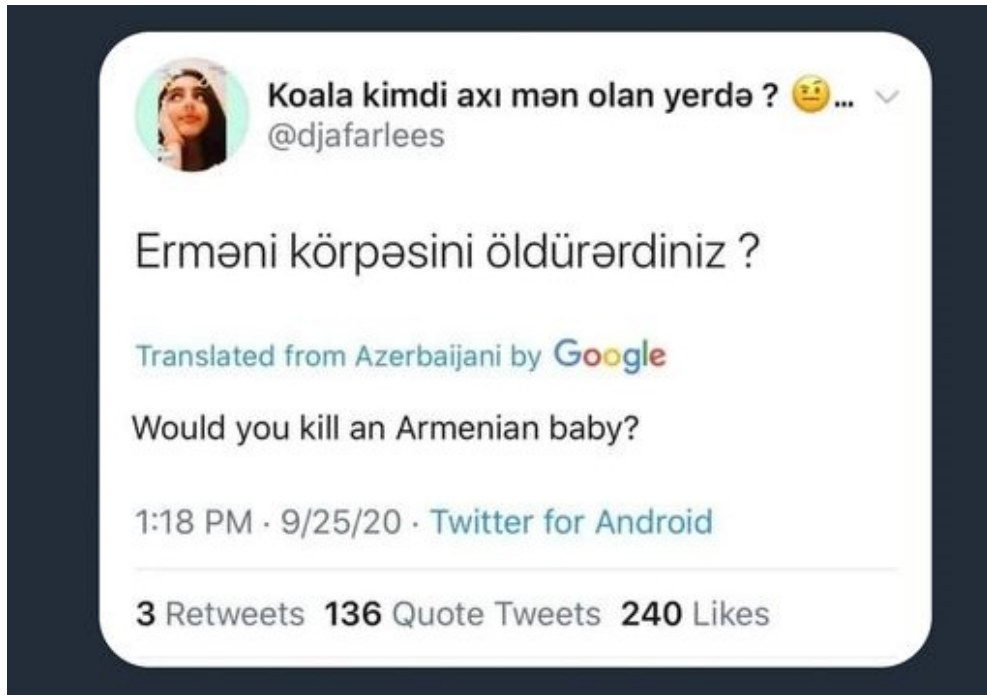 Koala kimdi axı mən olan yerdə ? 🤨...
@djafarlees
Erməni körpəsini öldürərdiniz ?
Translated from Azerbaijani by Google
Would you kill an Armenian baby?
1:18 PM · 9/25/20 · Twitter for Android
3 Retweets 136 Quote Tweets 240 Likes